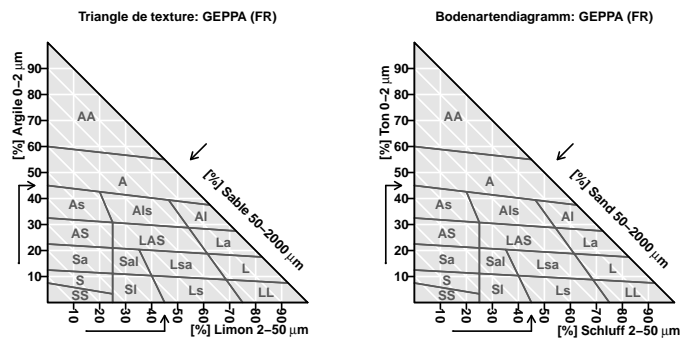 Triangle de texture: GEPPA (FR)
[%] Argile 0–2 μm
90
80
70
60
50
40
30
20
10
AA
A
As
Als
Al
AS
LAS
La
Sa
Sal
Lsa
L
S
SS
Sl
Ls
LL
[%] Sable 50–2000 μm
10
20
30
40
50
60
70
80
90
[%] Limon 2–50 μm
Bodenartendiagramm: GEPPA (FR)
[%] Ton 0–2 μm
90
80
70
60
50
40
30
20
10
AA
A
As
Als
Al
AS
LAS
La
Sa
Sal
Lsa
L
S
SS
Sl
Ls
LL
[%] Sand 50–2000 μm
10
20
30
40
50
60
70
80
90
[%] Schluff 2–50 μm